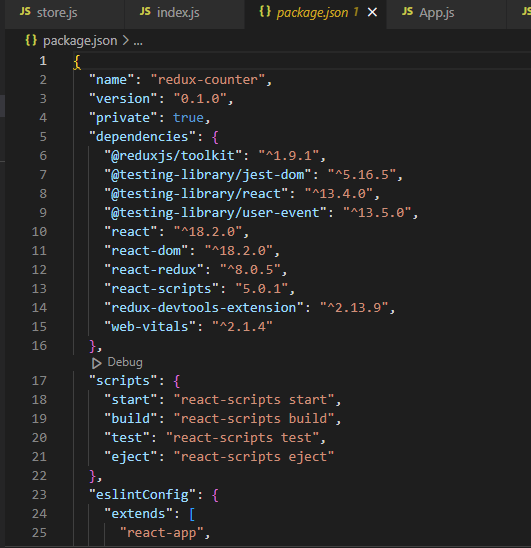 JS store.js JS index.js {} package.json 1 × JS App.js
{} package.json > ...
1 {
2 "name": "redux-counter",
3 "version": "0.1.0",
4 "private": true,
5 "dependencies": {
6 "@reduxjs/toolkit": "^1.9.1",
7 "@testing-library/jest-dom": "^5.16.5",
8 "@testing-library/react": "^13.4.0",
9 "@testing-library/user-event": "^13.5.0",
10 "react": "^18.2.0",
11 "react-dom": "^18.2.0",
12 "react-redux": "^8.0.5",
13 "react-scripts": "5.0.1",
14 "redux-devtools-extension": "^2.13.9",
15 "web-vitals": "^2.1.4"
16 },
Debug
17 "scripts": {
18 "start": "react-scripts start",
19 "build": "react-scripts build",
20 "test": "react-scripts test",
21 "eject": "react-scripts eject"
22 },
23 "eslintConfig": {
24 "extends": [
25 "react-app",